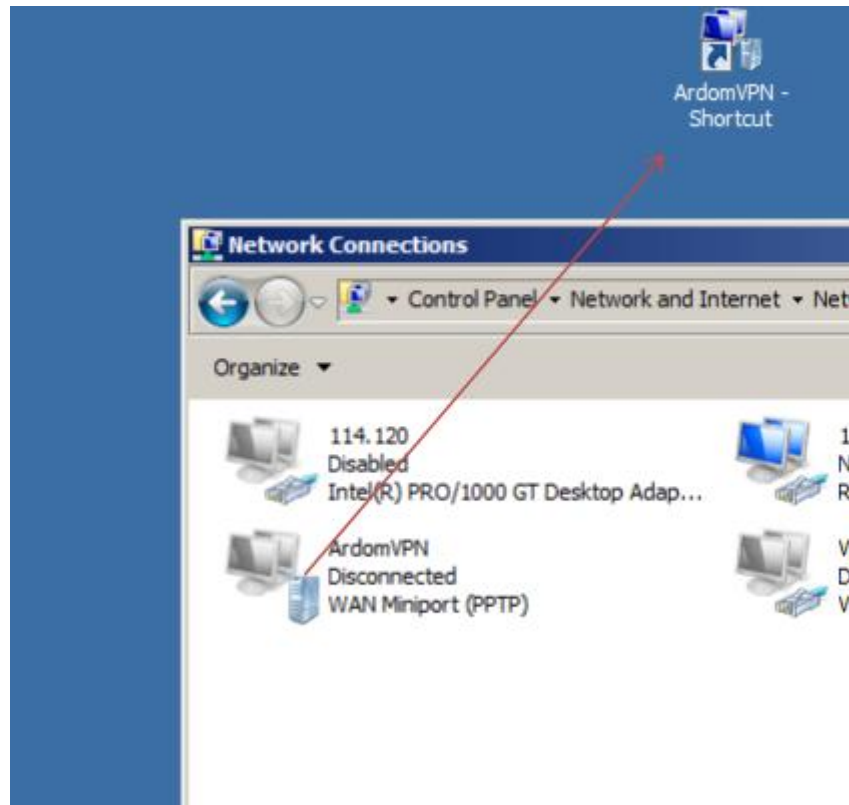 ArdomVPN -
Shortcut
Network Connections
Control Panel Network and Internet
Organize
114.120
Disabled
Intel(R) PRO/1000 GT Desktop Adap...
ArdomVPN
Disconnected
WAN Miniport (PPTP)